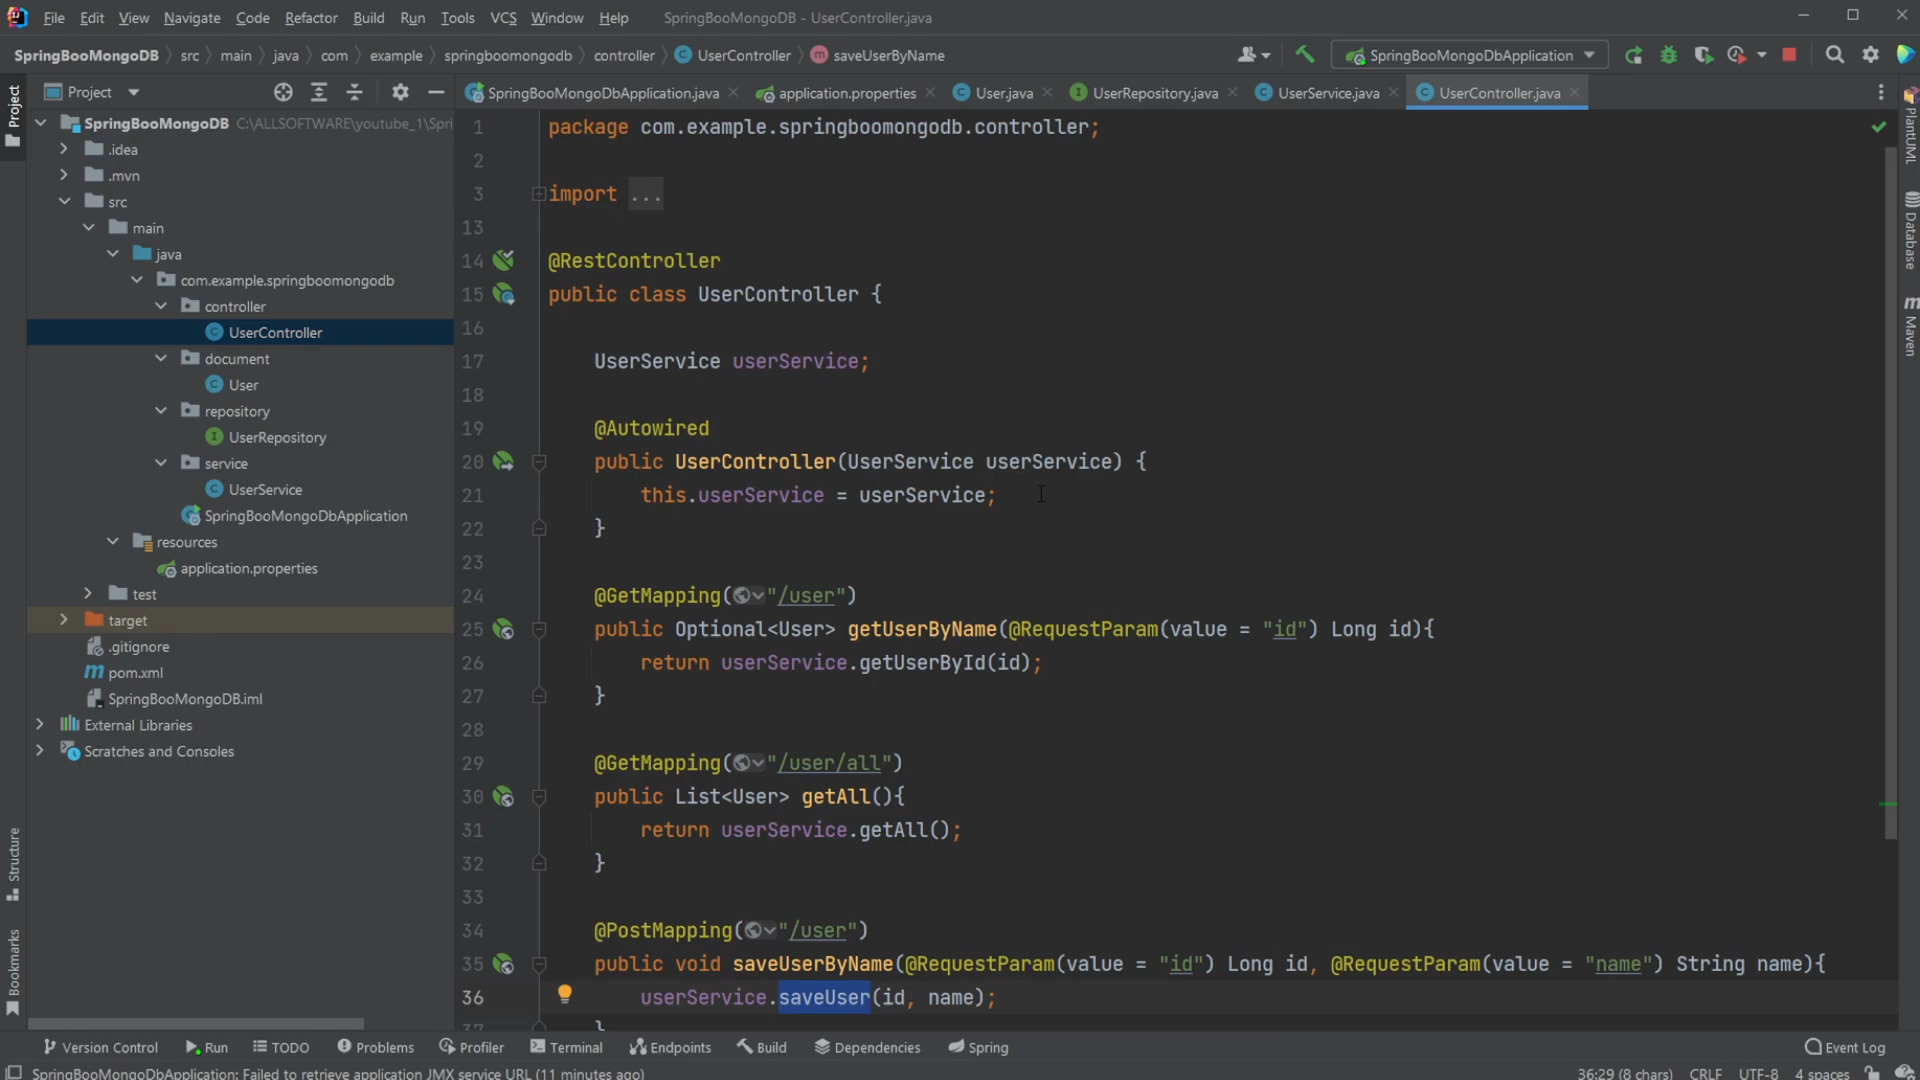 File Edit View Navigate Code Refactor Build Run Tools VCS Window Help SpringBooMongoDB - UserController.java
SpringBooMongoDB src main java com example springboomongodb controller UserController saveUserByName SpringBooMongoDbApplication
Project
SpringBooMongoDbApplication.java application.properties User.java UserRepository.java UserService.java UserController.java
Project
SpringBooMongoDB C:\ALLSOFTWARE\youtube_1\Spri
.idea
.mvn
src
main
java
com.example.springboomongodb
controller
UserController
document
User
repository
UserRepository
service
UserService
SpringBooMongoDbApplication
resources
application.properties
test
target
.gitignore
pom.xml
SpringBooMongoDB.iml
External Libraries
Scratches and Consoles
Structure
Bookmarks
1 package com.example.springboomongodb.controller;
2
3 import ...
13
14 @RestController
15 public class UserController {
16
17 UserService userService;
18
19 @Autowired
20 public UserController(UserService userService) {
21 this.userService = userService;
22 }
23
24 @GetMapping("/user")
25 public Optional<User> getUserByName(@RequestParam(value = "id") Long id){
26 return userService.getUserById(id);
27 }
28
29 @GetMapping("/user/all")
30 public List<User> getAll(){
31 return userService.getAll();
32 }
33
34 @PostMapping("/user")
35 public void saveUserByName(@RequestParam(value = "id") Long id, @RequestParam(value = "name") String name){
36 userService.saveUser(id, name);
37 }
PlantUML
Database
Maven
Version Control Run TODO Problems Profiler Terminal Endpoints Build Dependencies Spring Event Log
SpringBooMongoDbApplication: Failed to retrieve application JMX service URL (11 minutes ago) 36:29 (8 chars) CRLF UTF-8 4 spaces